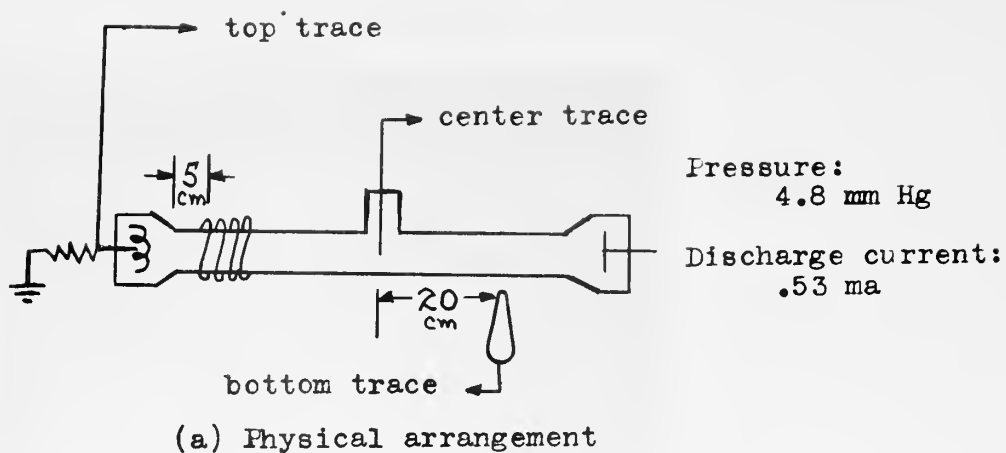 top trace
center trace
5
cm
Pressure:
4.8 mm Hg
Discharge current:
.53 ma
20
cm
bottom trace
(a) Physical arrangement